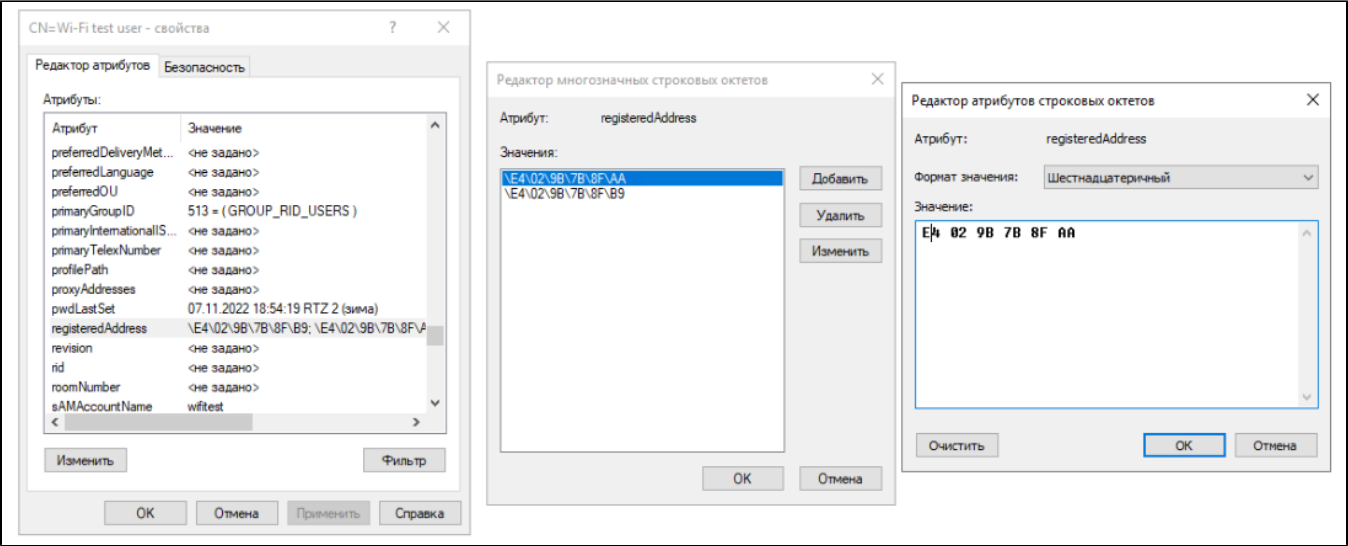 CN=Wi-Fi test user - свойства
Редактор атрибутов Безопасность
Атрибуты:
Атрибут Значение
preferredDeliveryMet... <не задано>
preferredLanguage <не задано>
preferredOU <не задано>
primaryGroupID 513 = ( GROUP_RID_USERS )
primaryInternationalIS... <не задано>
primaryTelexNumber <не задано>
profilePath <не задано>
proxyAddresses <не задано>
pwdLastSet 07.11.2022 18:54:19 RTZ 2 (зима)
registeredAddress \E4\02\9B\7B\8F\B9; \E4\02\9B\7B\8F\A
revision <не задано>
rid <не задано>
roomNumber <не задано>
sAMAccountName wifitest
Изменить Фильтр
OK Отмена Применить Справка
Редактор многозначных строковых октетов
Атрибут: registeredAddress
Значения:
\E4\02\9B\7B\8F\AA
\E4\02\9B\7B\8F\B9
Добавить
Удалить
Изменить
OK Отмена
Редактор атрибутов строковых октетов
Атрибут: registeredAddress
Формат значения: Шестнадцатеричный
Значение:
E4 02 9B 7B 8F AA
Очистить OK Отмена